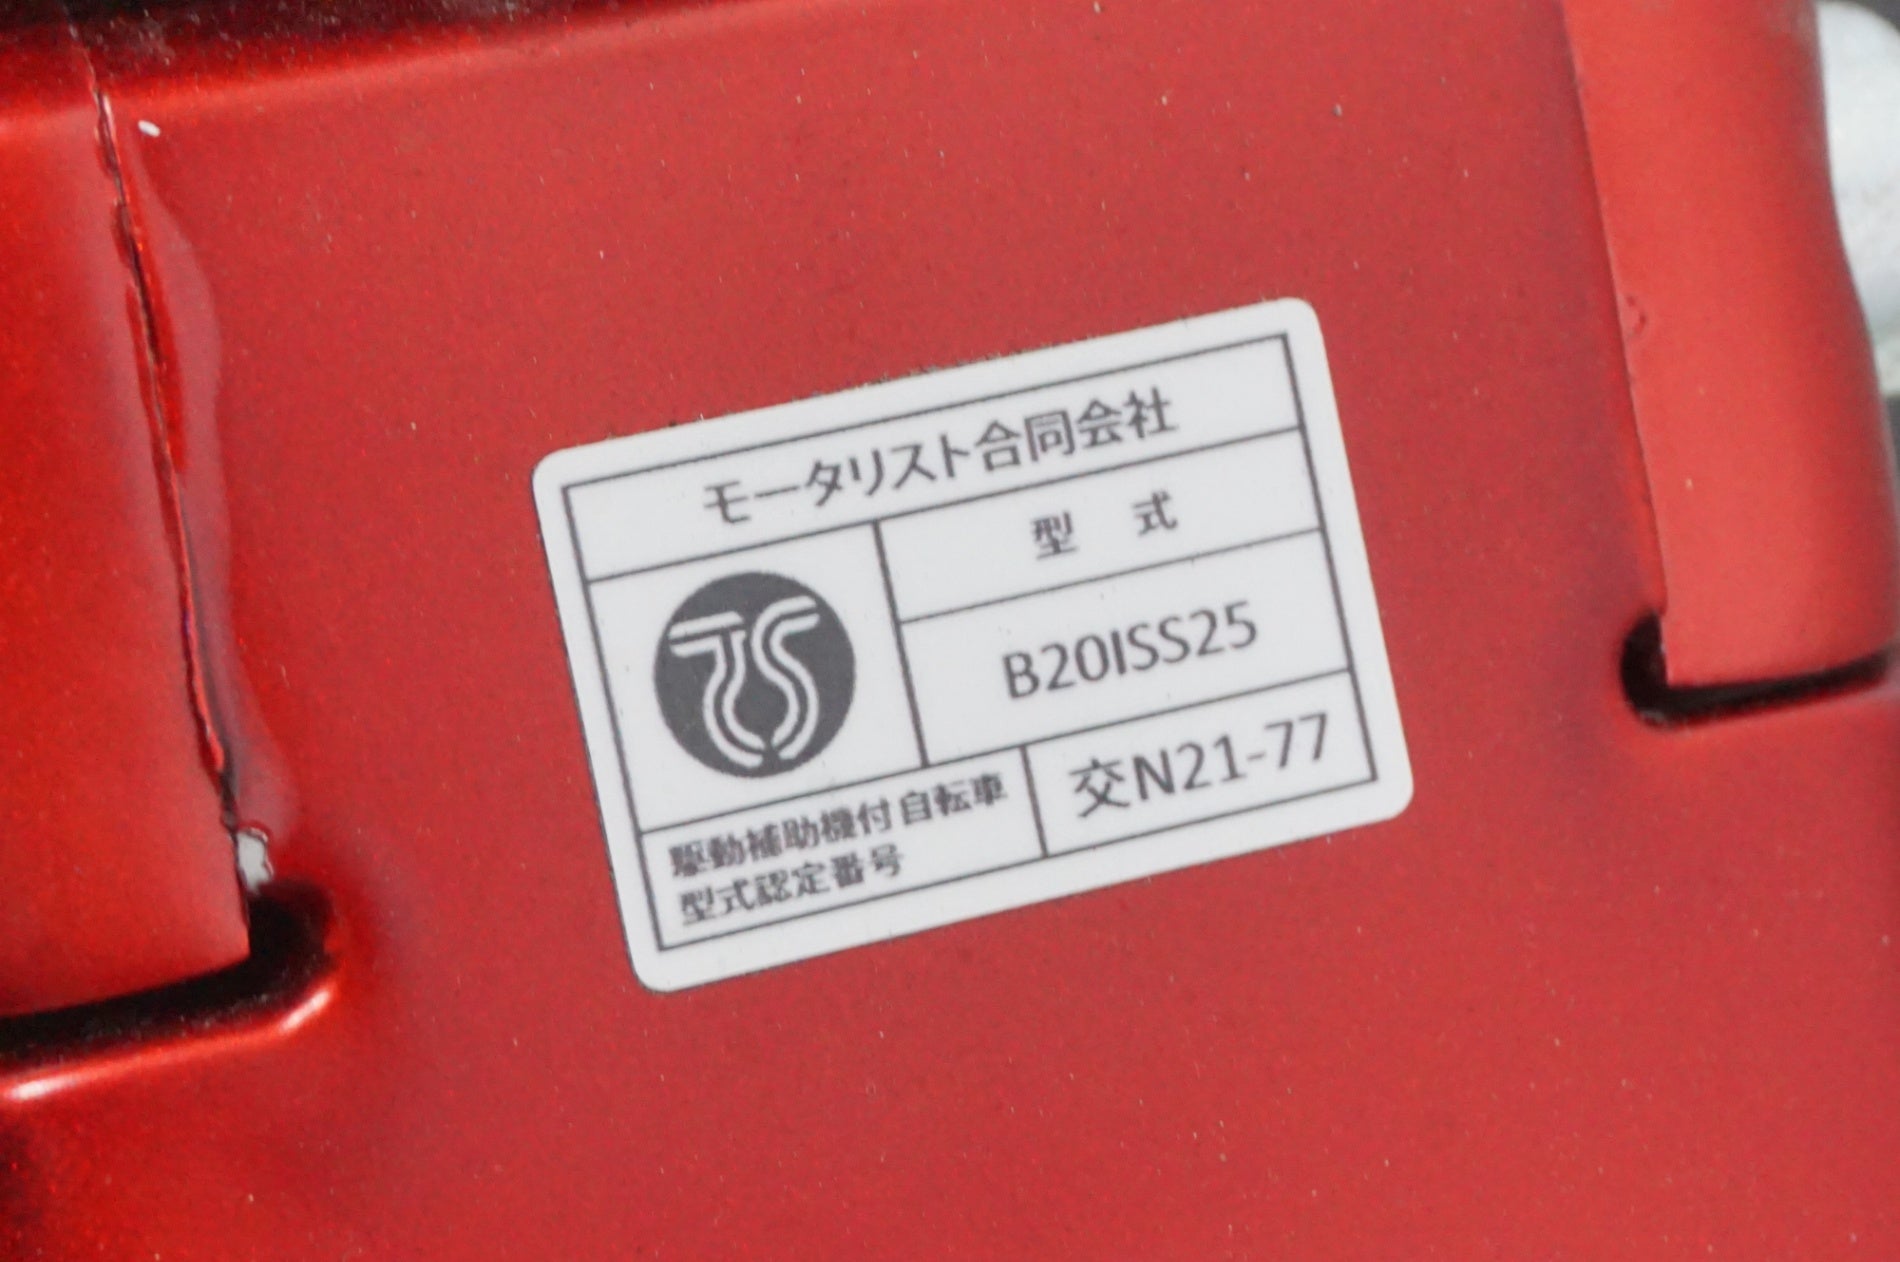 モータリスト合同会社
TS
型 式
B20ISS25
駆動補助機付自転車
型式認定番号
交N21-77